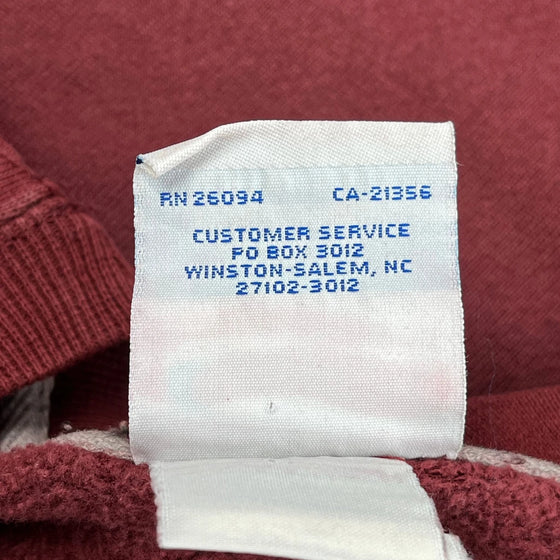 RN 26094 CA-21356
CUSTOMER SERVICE
PO BOX 3012
WINSTON-SALEM, NC
27102-3012